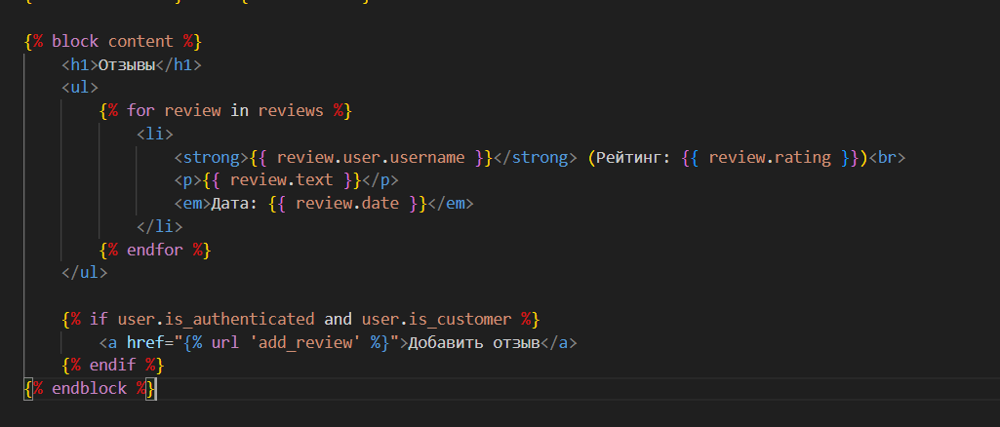 {% block content %}
<h1>Отзывы</h1>
<ul>
{% for review in reviews %}
<li>
<strong>{{ review.user.username }}</strong> (Рейтинг: {{ review.rating }})<br>
<p>{{ review.text }}</p>
<em>Дата: {{ review.date }}</em>
</li>
{% endfor %}
</ul>
{% if user.is_authenticated and user.is_customer %}
<a href="{% url 'add_review' %}">Добавить отзыв</a>
{% endif %}
{% endblock %}